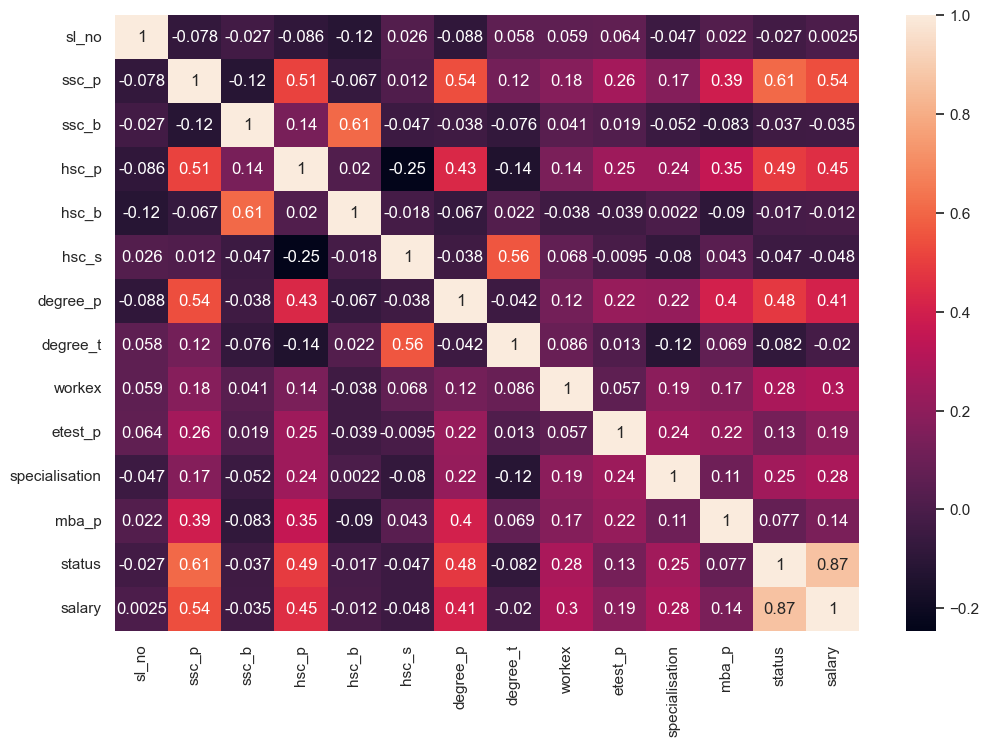 sl_no 1 -0.078 -0.027 -0.086 -0.12 0.026 -0.088 0.058 0.059 0.064 -0.047 0.022 -0.027 0.0025
ssc_p -0.078 1 -0.12 0.51 -0.067 0.012 0.54 0.12 0.18 0.26 0.17 0.39 0.61 0.54
ssc_b -0.027 -0.12 1 0.14 0.61 -0.047 -0.038 -0.076 0.041 0.019 -0.052 -0.083 -0.037 -0.035
hsc_p -0.086 0.51 0.14 1 0.02 -0.25 0.43 -0.14 0.14 0.25 0.24 0.35 0.49 0.45
hsc_b -0.12 -0.067 0.61 0.02 1 -0.018 -0.067 0.022 -0.038 -0.039 0.0022 -0.09 -0.017 -0.012
hsc_s 0.026 0.012 -0.047 -0.25 -0.018 1 -0.038 0.56 0.068 -0.0095 -0.08 0.043 -0.047 -0.048
degree_p -0.088 0.54 -0.038 0.43 -0.067 -0.038 1 -0.042 0.12 0.22 0.22 0.4 0.48 0.41
degree_t 0.058 0.12 -0.076 -0.14 0.022 0.56 -0.042 1 0.086 0.013 -0.12 0.069 -0.082 -0.02
workex 0.059 0.18 0.041 0.14 -0.038 0.068 0.12 0.086 1 0.057 0.19 0.17 0.28 0.3
etest_p 0.064 0.26 0.019 0.25 -0.039 -0.0095 0.22 0.013 0.057 1 0.24 0.22 0.13 0.19
specialisation -0.047 0.17 -0.052 0.24 0.0022 -0.08 0.22 -0.12 0.19 0.24 1 0.11 0.25 0.28
mba_p 0.022 0.39 -0.083 0.35 -0.09 0.043 0.4 0.069 0.17 0.22 0.11 1 0.077 0.14
status -0.027 0.61 -0.037 0.49 -0.017 -0.047 0.48 -0.082 0.28 0.13 0.25 0.077 1 0.87
salary 0.0025 0.54 -0.035 0.45 -0.012 -0.048 0.41 -0.02 0.3 0.19 0.28 0.14 0.87 1
sl_no ssc_p ssc_b hsc_p hsc_b hsc_s degree_p degree_t workex etest_p specialisation mba_p status salary
1.0
0.8
0.6
0.4
0.2
0.0
−0.2